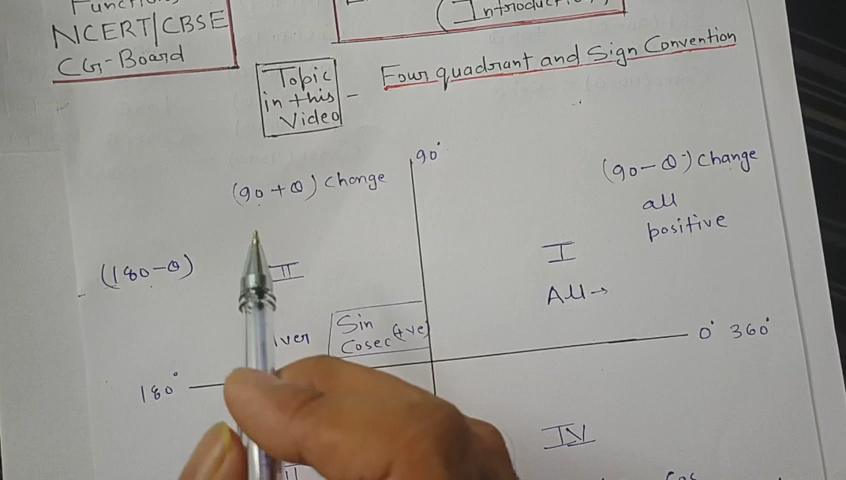 NCERT/CBSE
CG-Board
(Introduction)
Topic
in this
Video
- Four quadrant and Sign Convention
90°
(90+θ) Change
(90-θ) Change
all
positive
(180-θ)
II
I
All→
Sin
Cosec (+ve)
0° 360°
180°
IV